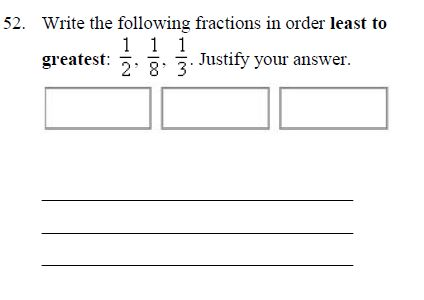 52. Write the following fractions in order least to
greatest: 1/2, 1/8, 1/3. Justify your answer.